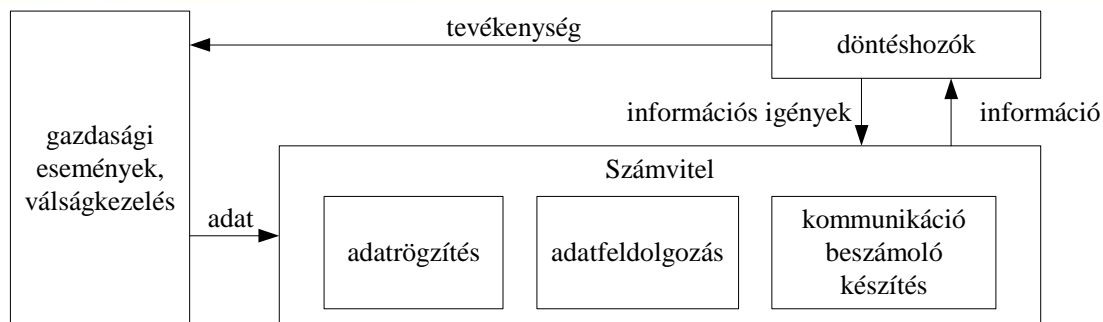 tevékenység
döntéshozók
információs igények
információ
gazdasági
események,
válságkezelés
adat
Számvitel
adatrögzítés
adatfeldolgozás
kommunikáció
beszámoló
készítés